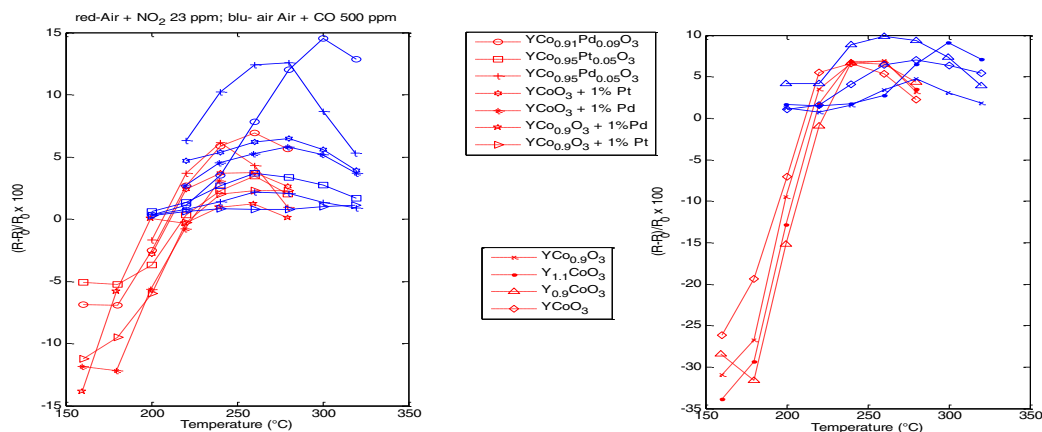 red-Air + NO2 23 ppm; blu- air Air + CO 500 ppm
15
10
5
0
-5
-10
-15
150
200
250
300
350
Temperature (°C)
(R-R0)/R0 x 100
YCo0.91Pd0.09O3
YCo0.95Pt0.05O3
YCo0.95Pd0.05O3
YCoO3 + 1% Pt
YCoO3 + 1% Pd
YCo0.9O3 + 1%Pd
YCo0.9O3 + 1% Pt
YCo0.9O3
Y1.1CoO3
Y0.9CoO3
YCoO3
10
5
0
-5
-10
-15
-20
-25
-30
-35
150
200
250
300
350
Temperature (°C)
(R-R0)/R0 x 100